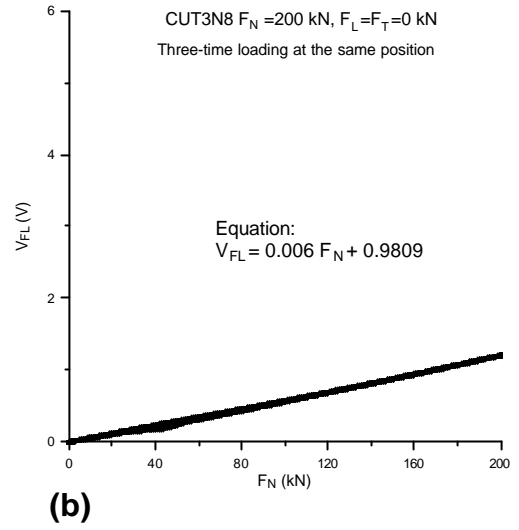 CUT3N8 F_N =200 kN, F_L=F_T=0 kN
Three-time loading at the same position
6
4
2
0
V_FL (V)
Equation:
V_FL = 0.006 F_N + 0.9809
0 40 80 120 160 200
F_N (kN)
(b)